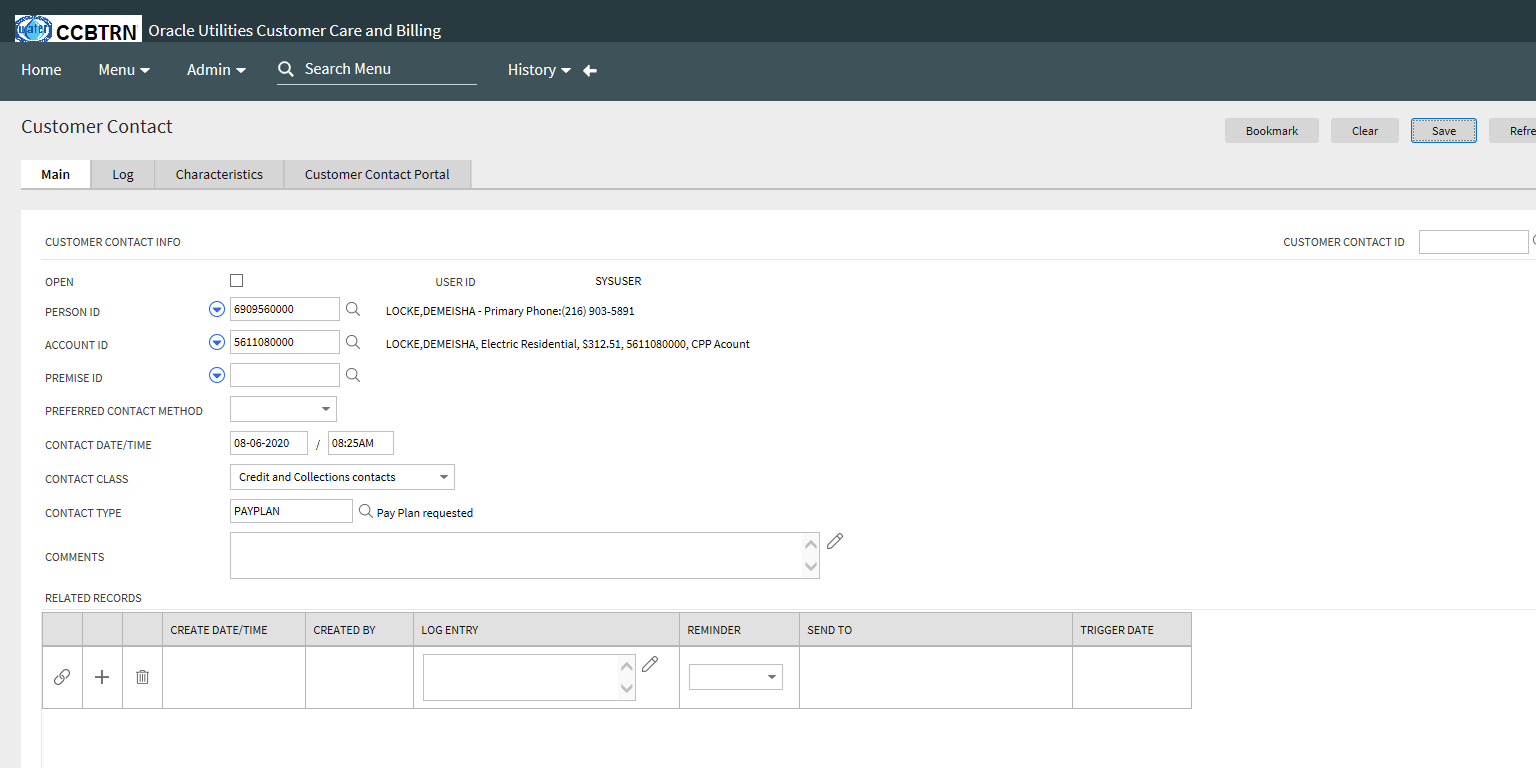 water CCBTRN Oracle Utilities Customer Care and Billing
Home Menu Admin Search Menu History
Customer Contact
Bookmark Clear Save Refre
Main Log Characteristics Customer Contact Portal
CUSTOMER CONTACT INFO CUSTOMER CONTACT ID
OPEN USER ID SYSUSER
PERSON ID 6909560000 LOCKE,DEMEISHA - Primary Phone:(216) 903-5891
ACCOUNT ID 5611080000 LOCKE,DEMEISHA, Electric Residential, $312.51, 5611080000, CPP Acount
PREMISE ID
PREFERRED CONTACT METHOD
CONTACT DATE/TIME 08-06-2020 / 08:25AM
CONTACT CLASS Credit and Collections contacts
CONTACT TYPE PAYPLAN Pay Plan requested
COMMENTS
RELATED RECORDS
CREATE DATE/TIME CREATED BY LOG ENTRY REMINDER SEND TO TRIGGER DATE